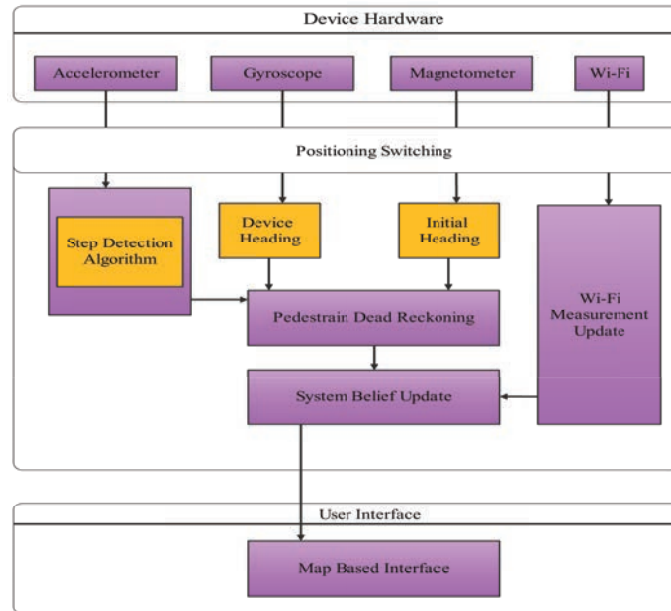 Device Hardware
Accelerometer
Gyroscope
Magnetometer
Wi-Fi
Positioning Switching
Step Detection
Algorithm
Device
Heading
Initial
Heading
Wi-Fi
Measurement
Update
Pedestrain Dead Reckoning
System Belief Update
User Interface
Map Based Interface